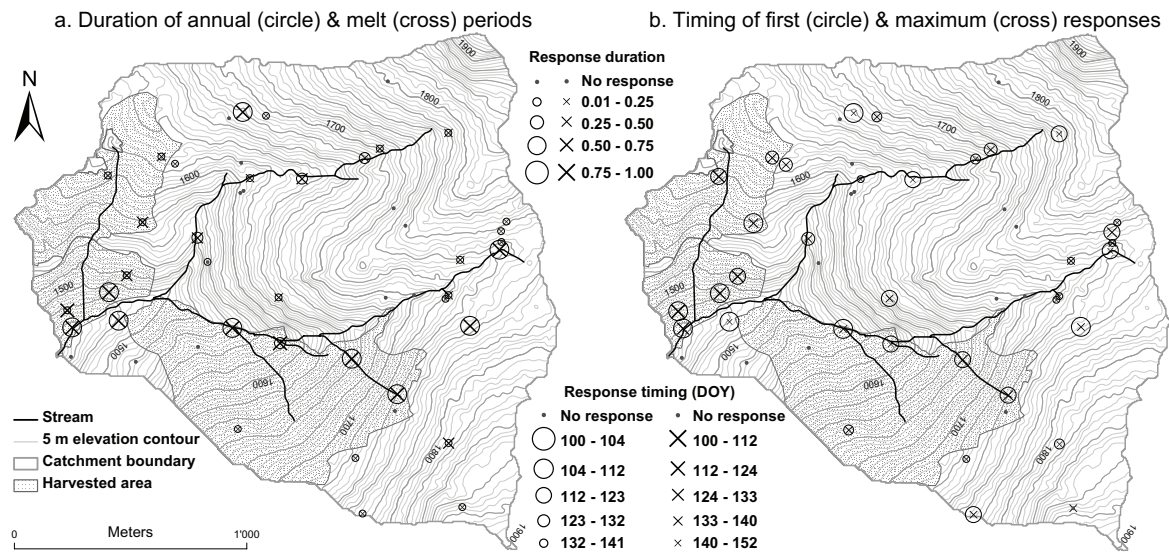 a. Duration of annual (circle) & melt (cross) periods
b. Timing of first (circle) & maximum (cross) responses
N
Response duration
No response
0.01 - 0.25
0.25 - 0.50
0.50 - 0.75
0.75 - 1.00
1900
1800
1700
1600
1500
1500
1600
1700
1800
1900
1900
1800
1700
1600
1500
1500
1600
1700
1800
1900
Stream
5 m elevation contour
Catchment boundary
Harvested area
0 Meters 1'000
Response timing (DOY)
No response No response
100 - 104 100 - 112
104 - 112 112 - 124
112 - 123 124 - 133
123 - 132 133 - 140
132 - 141 140 - 152